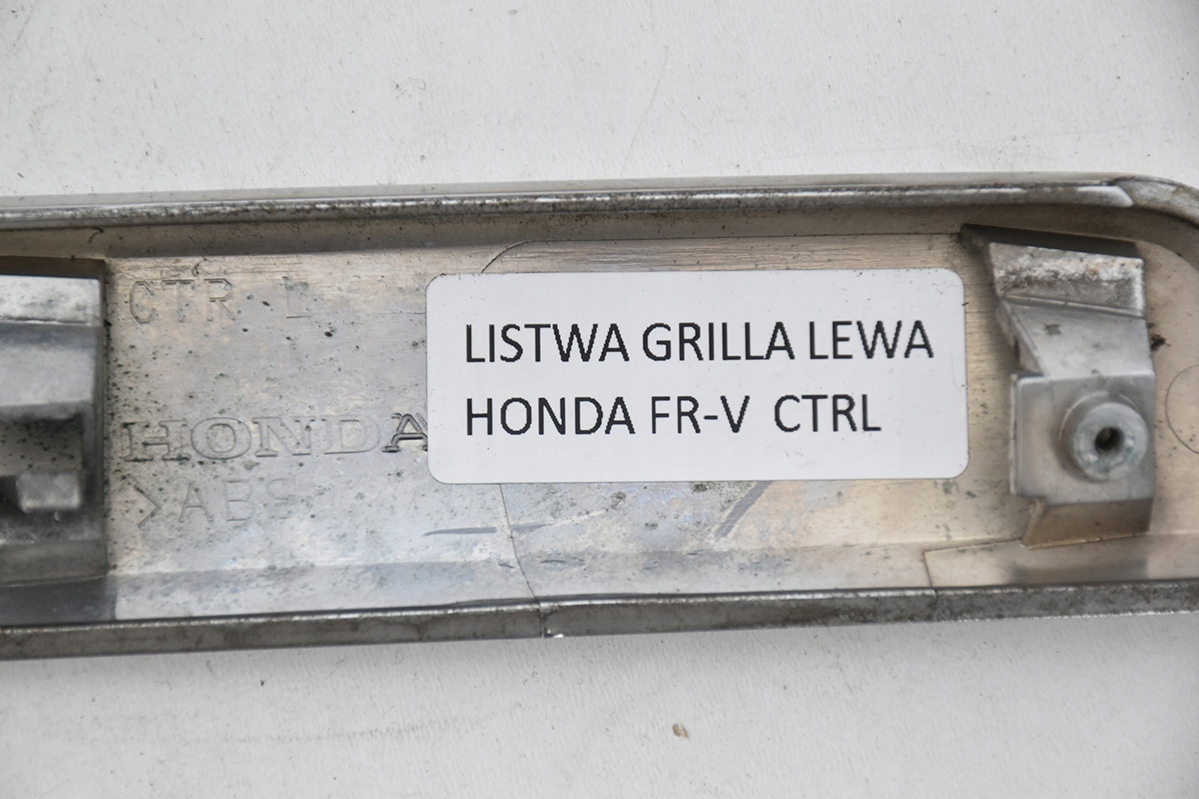 CTR L
LISTWA GRILLA LEWA
HONDA FR-V CTRL
HONDA
>ABS